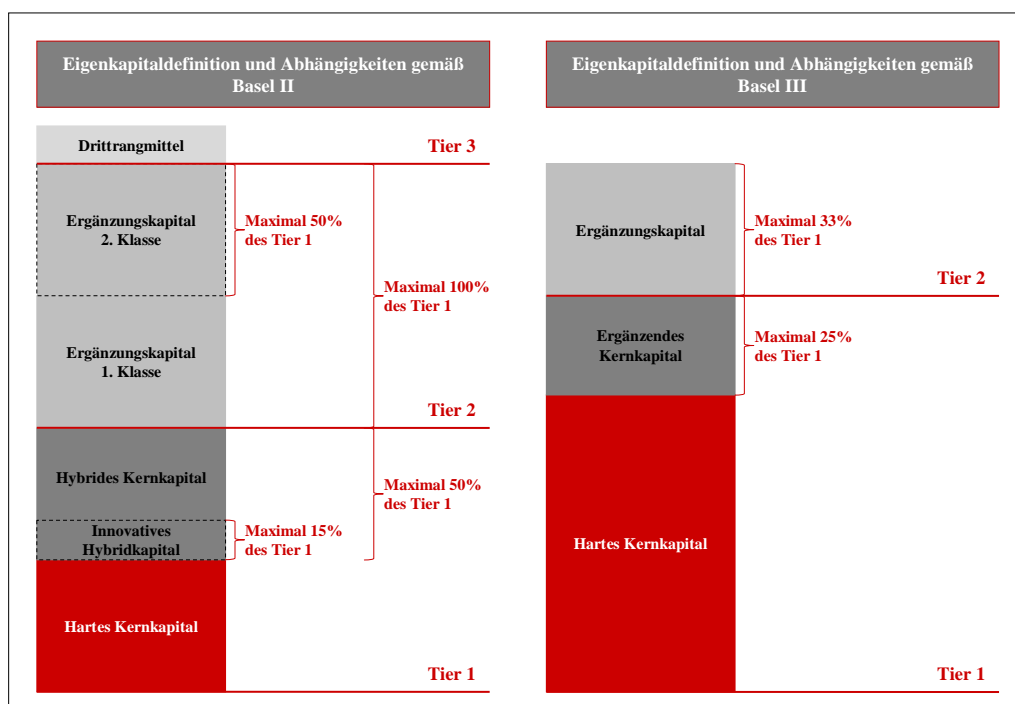 Eigenkapitaldefinition und Abhängigkeiten gemäß
Basel II
Drittrangmittel
Tier 3
Ergänzungskapital
2. Klasse
Maximal 50%
des Tier 1
Maximal 100%
des Tier 1
Ergänzungskapital
1. Klasse
Tier 2
Hybrides Kernkapital
Maximal 50%
des Tier 1
Innovatives
Hybridkapital
Maximal 15%
des Tier 1
Hartes Kernkapital
Tier 1
Eigenkapitaldefinition und Abhängigkeiten gemäß
Basel III
Ergänzungskapital
Maximal 33%
des Tier 1
Tier 2
Ergänzendes
Kernkapital
Maximal 25%
des Tier 1
Hartes Kernkapital
Tier 1